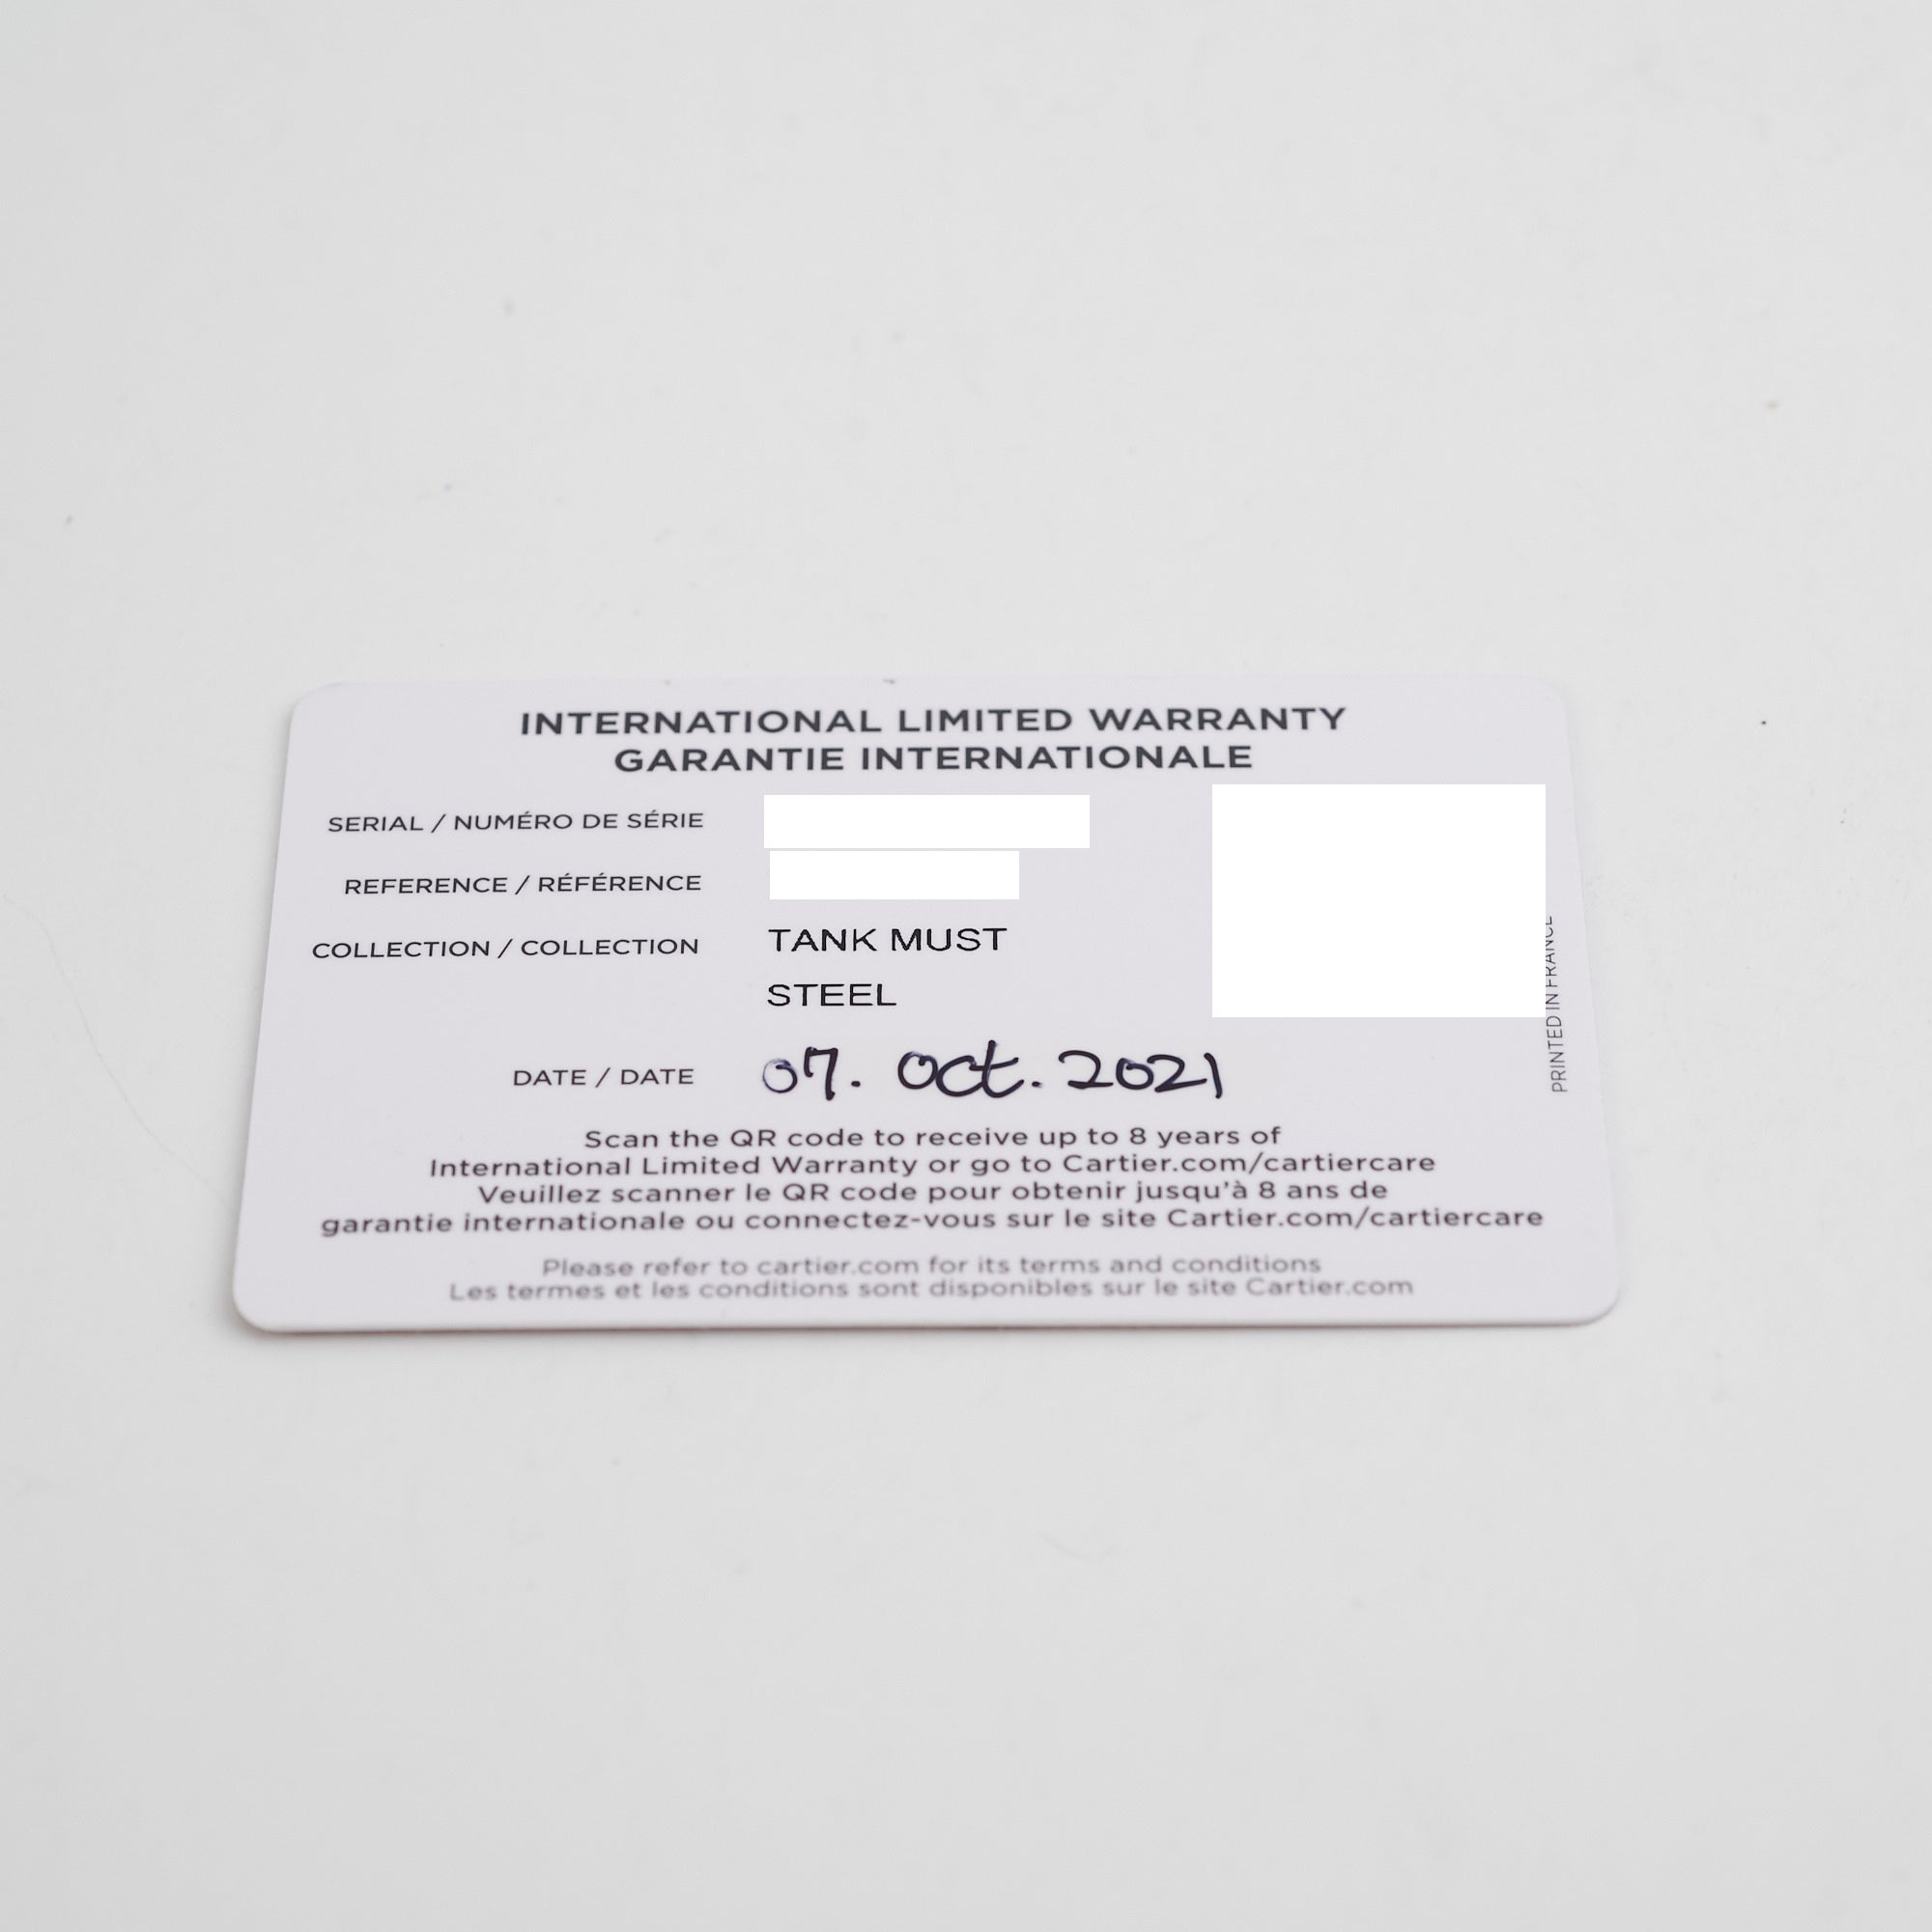 INTERNATIONAL LIMITED WARRANTY
GARANTIE INTERNATIONALE
SERIAL / NUMÉRO DE SÉRIE
REFERENCE / RÉFÉRENCE
COLLECTION / COLLECTION TANK MUST
STEEL
DATE / DATE 07. Oct. 2021
Scan the QR code to receive up to 8 years of
International Limited Warranty or go to Cartier.com/cartiercare
Veuillez scanner le QR code pour obtenir jusqu'à 8 ans de
garantie internationale ou connectez-vous sur le site Cartier.com/cartiercare
Please refer to cartier.com for its terms and conditions
Les termes et les conditions sont disponibles sur le site Cartier.com
PRINTED IN FRANCE